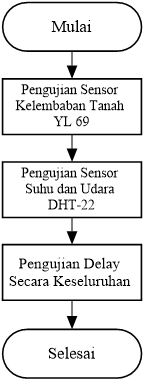 Mulai
Pengujian Sensor
Kelembaban Tanah
YL 69
Pengujian Sensor
Suhu dan Udara
DHT-22
Pengujian Delay
Secara Keseluruhan
Selesai